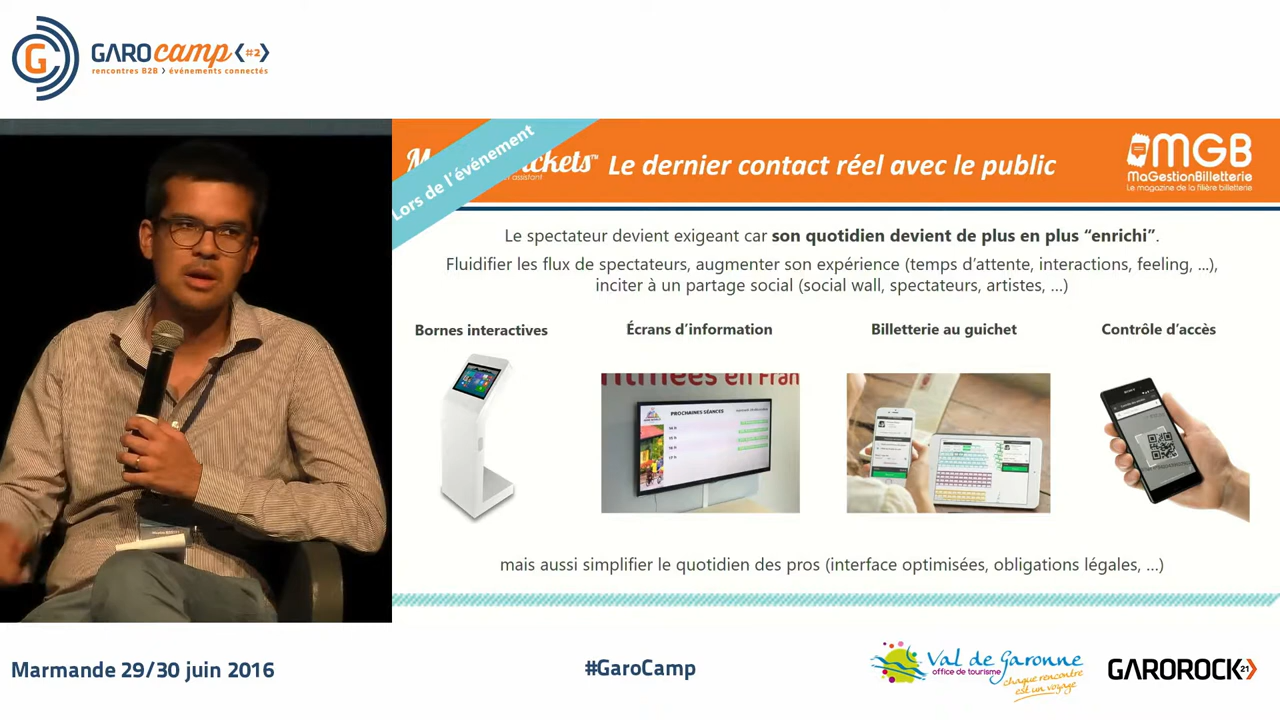 GAROcamp <#2>
rencontres B2B > événements connectés
Lors de l'événement
Le dernier contact réel avec le public
MGB
MaGestionBilletterie
Le magazine de la filière billetterie
Le spectateur devient exigeant car son quotidien devient de plus en plus “enrichi”.
Fluidifier les flux de spectateurs, augmenter son expérience (temps d’attente, interactions, feeling, ...),
inciter à un partage social (social wall, spectateurs, artistes, …)
Bornes interactives
Écrans d’information
Billetterie au guichet
Contrôle d’accès
en Fran
PROCHAINES SÉANCES
SONY
mais aussi simplifier le quotidien des pros (interface optimisées, obligations légales, …)
Marmande 29/30 juin 2016
#GaroCamp
Val de Garonne
office de tourisme
chaque rencontre
est un voyage
GAROROCK 21